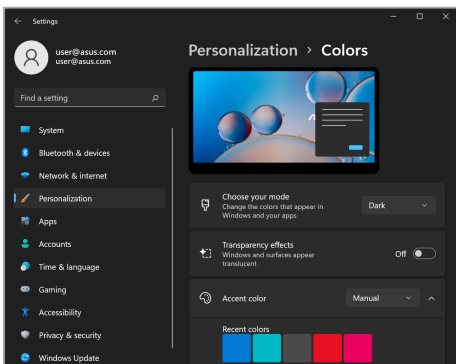 Settings
user@asus.com
user@asus.com
Find a setting
System
Bluetooth & devices
Network & internet
Personalization
Apps
Accounts
Time & language
Gaming
Accessibility
Privacy & security
Windows Update
Personalization > Colors
Choose your mode
Change the colors that appear in
Windows and your apps
Dark
Transparency effects
Windows and surfaces appear
translucent
Off
Accent color
Manual
Recent colors